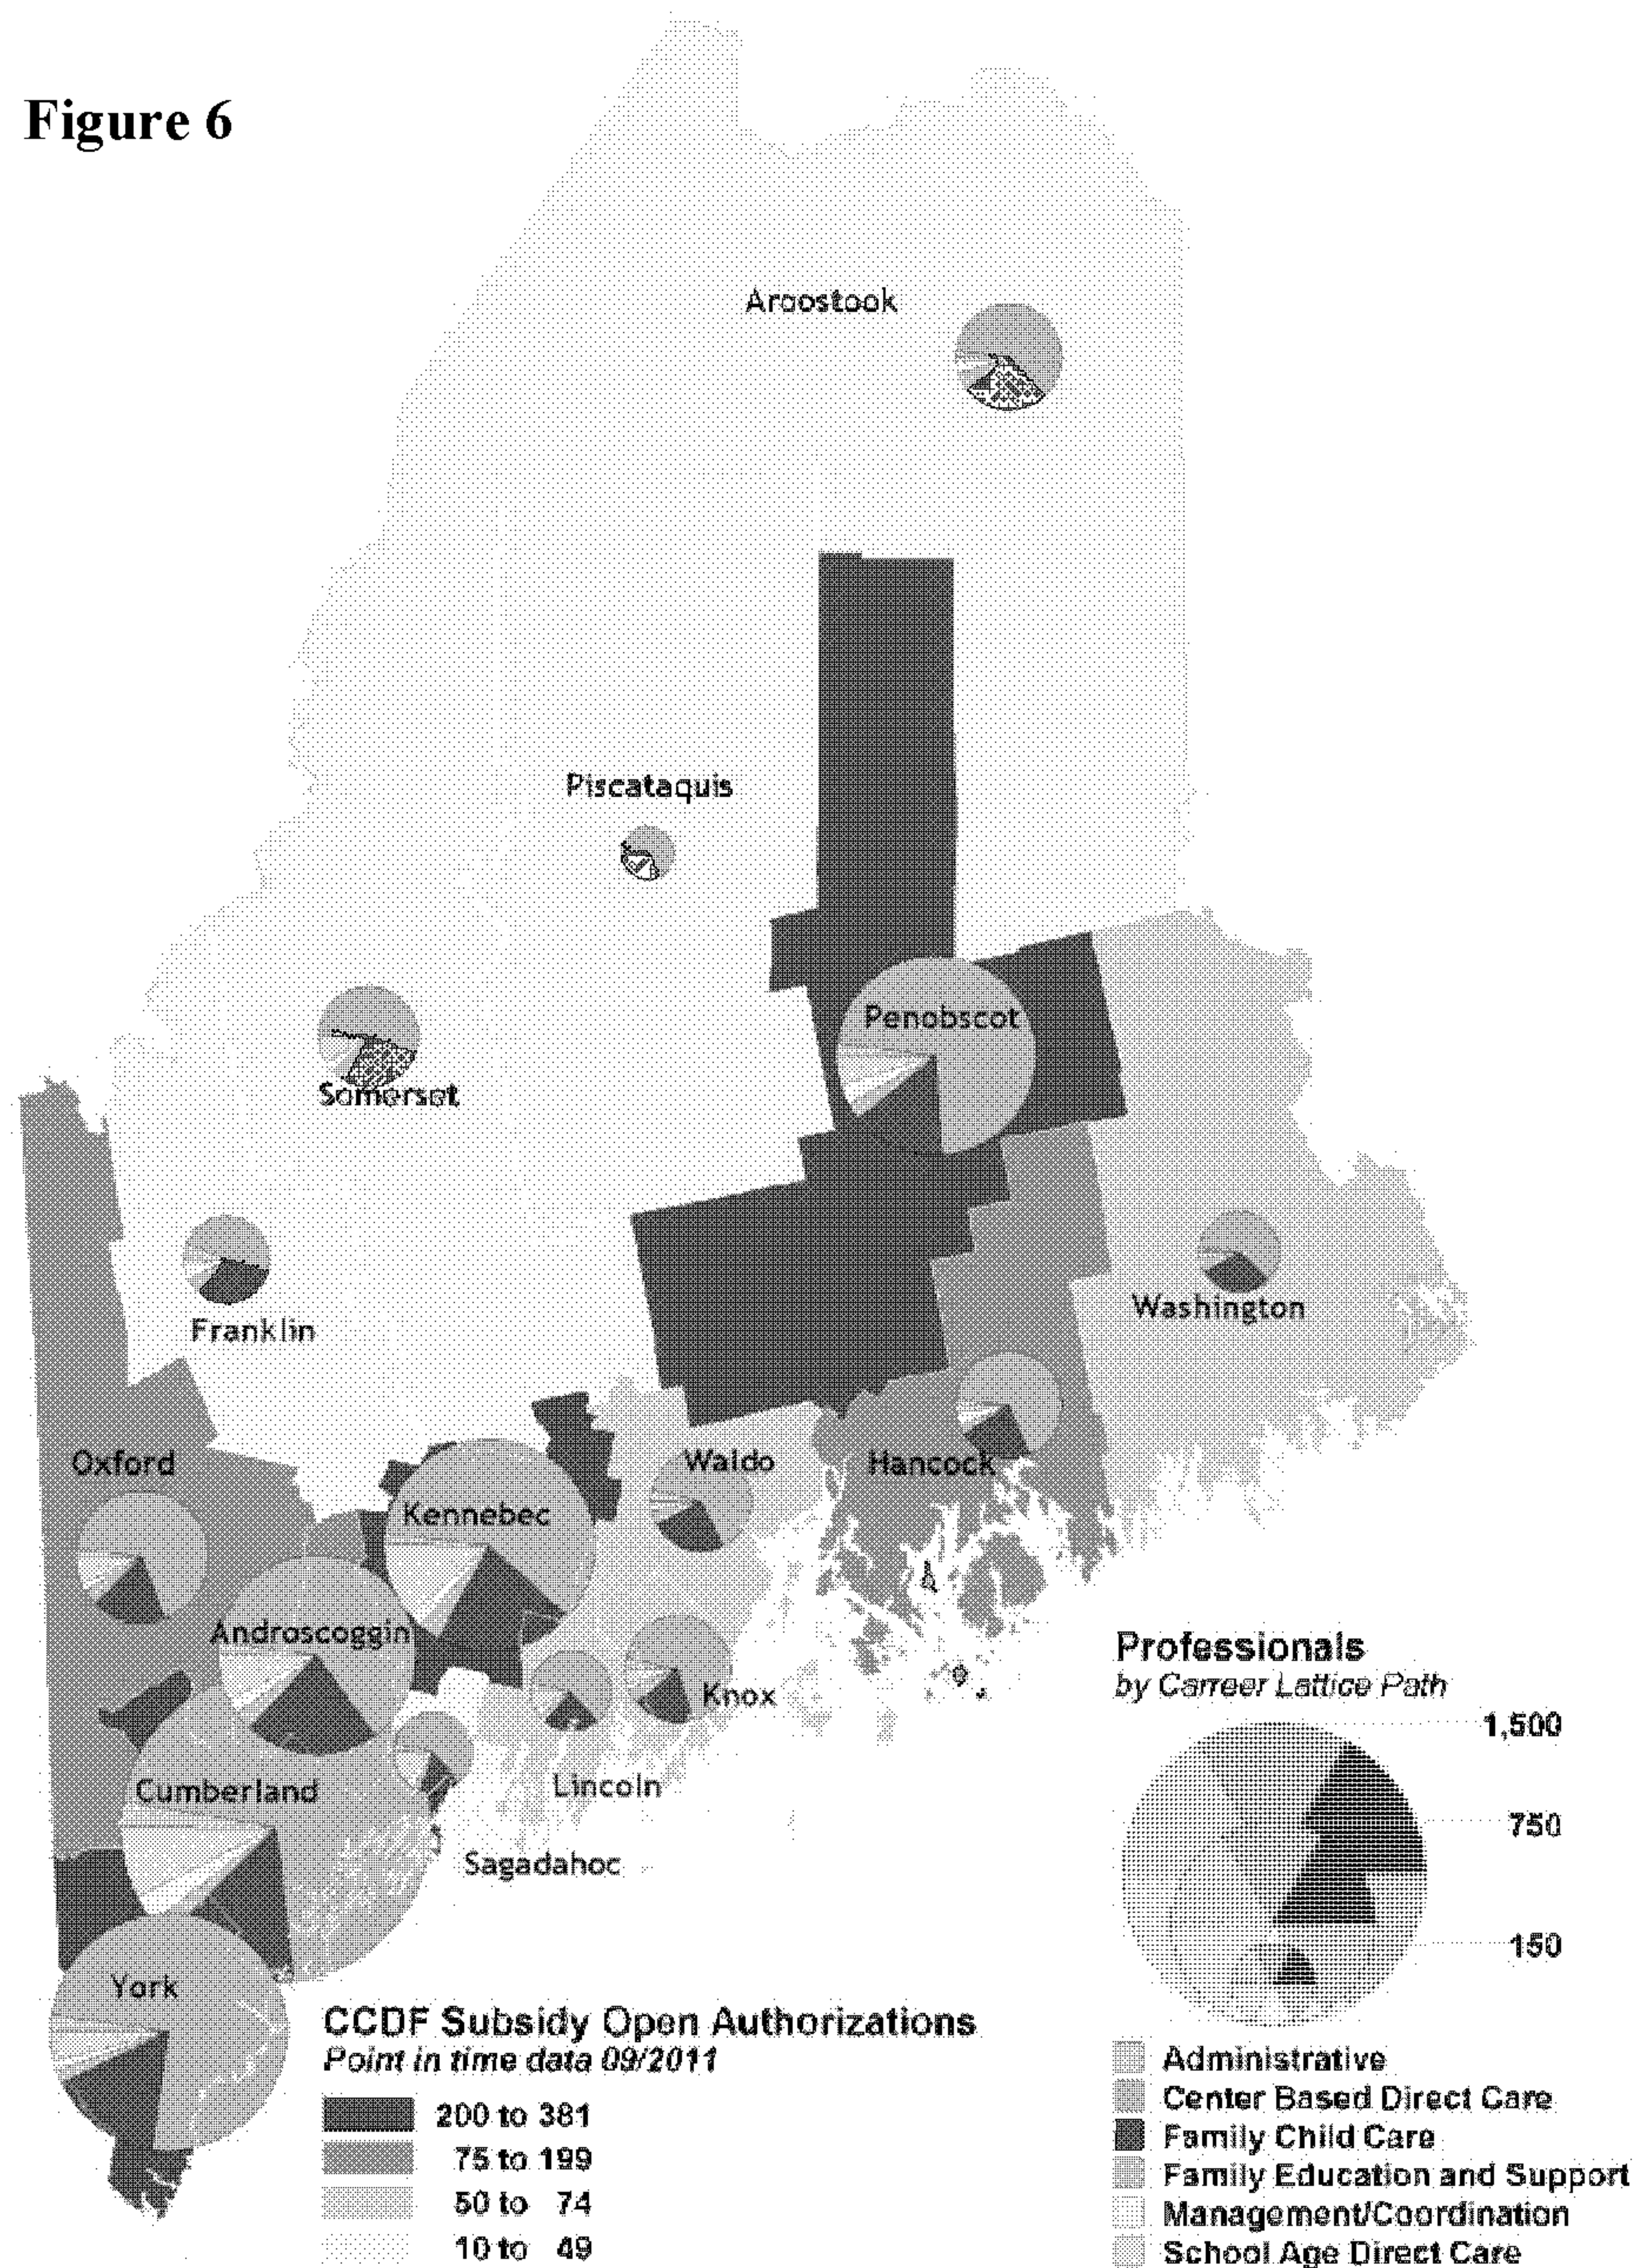 Figure 6
Aroostook
Piscataquis
Penobscot
Somerset
Washington
Franklin
Oxford
Waldo
Hancock
Kennebec
Androscoggin
Knox
Cumberland
Lincoln
Sagadahoc
York
Professionals
by Carreer Lattice Path
1,500
750
150
Administrative
Center Based Direct Care
Family Child Care
Family Education and Support
Management/Coordination
School Age Direct Care
CCDF Subsidy Open Authorizations
Point in time data 09/2011
200 to 381
75 to 199
50 to 74
10 to 49